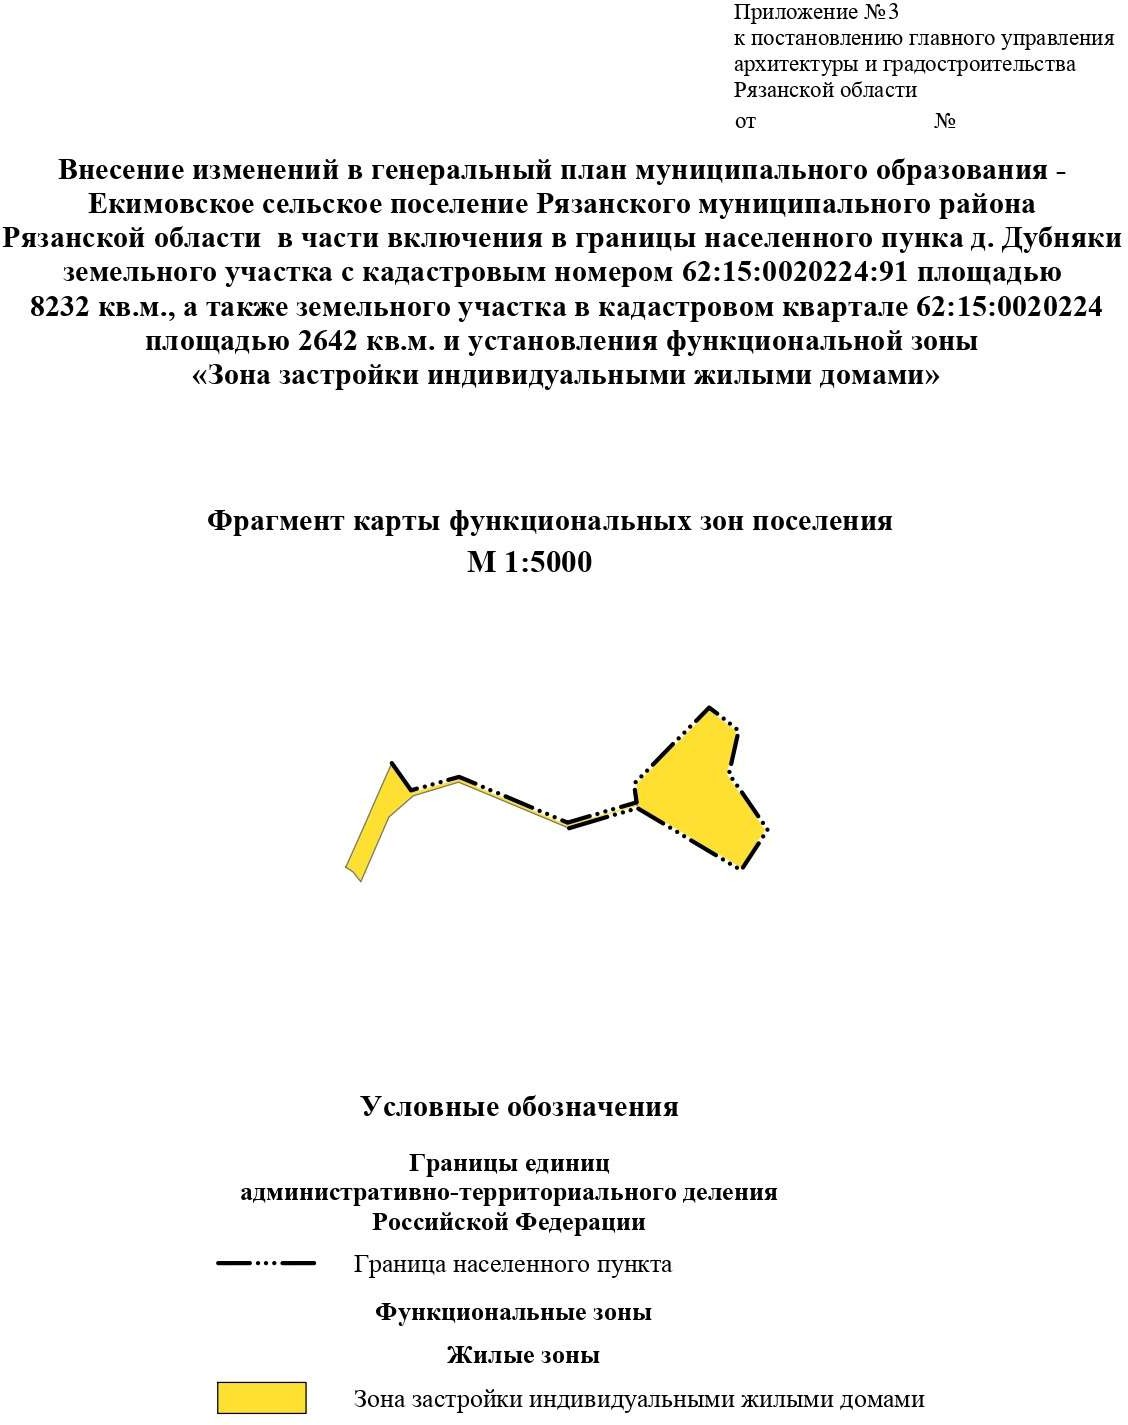 Приложение №3
к постановлению главного управления
архитектуры и градостроительства
Рязанской области
от №
Внесение изменений в генеральный план муниципального образования -
Екимовское сельское поселение Рязанского муниципального района
Рязанской области в части включения в границы населенного пунка д. Дубняки
земельного участка с кадастровым номером 62:15:0020224:91 площадью
8232 кв.м., а также земельного участка в кадастровом квартале 62:15:0020224
площадью 2642 кв.м. и установления функциональной зоны
«Зона застройки индивидуальными жилыми домами»
Фрагмент карты функциональных зон поселения
М 1:5000
Условные обозначения
Границы единиц
административно-территориального деления
Российской Федерации
Граница населенного пункта
Функциональные зоны
Жилые зоны
Зона застройки индивидуальными жилыми домами